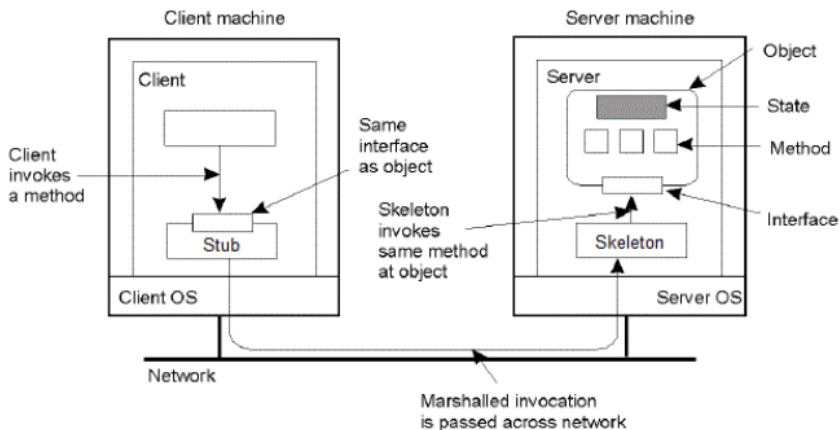 Client machine
Server machine
Client
Server
Object
State
Method
Interface
Client
invokes
a method
Same
interface
as object
Stub
Skeleton
invokes
same method
at object
Skeleton
Client OS
Server OS
Network
Marshalled invocation
is passed across network